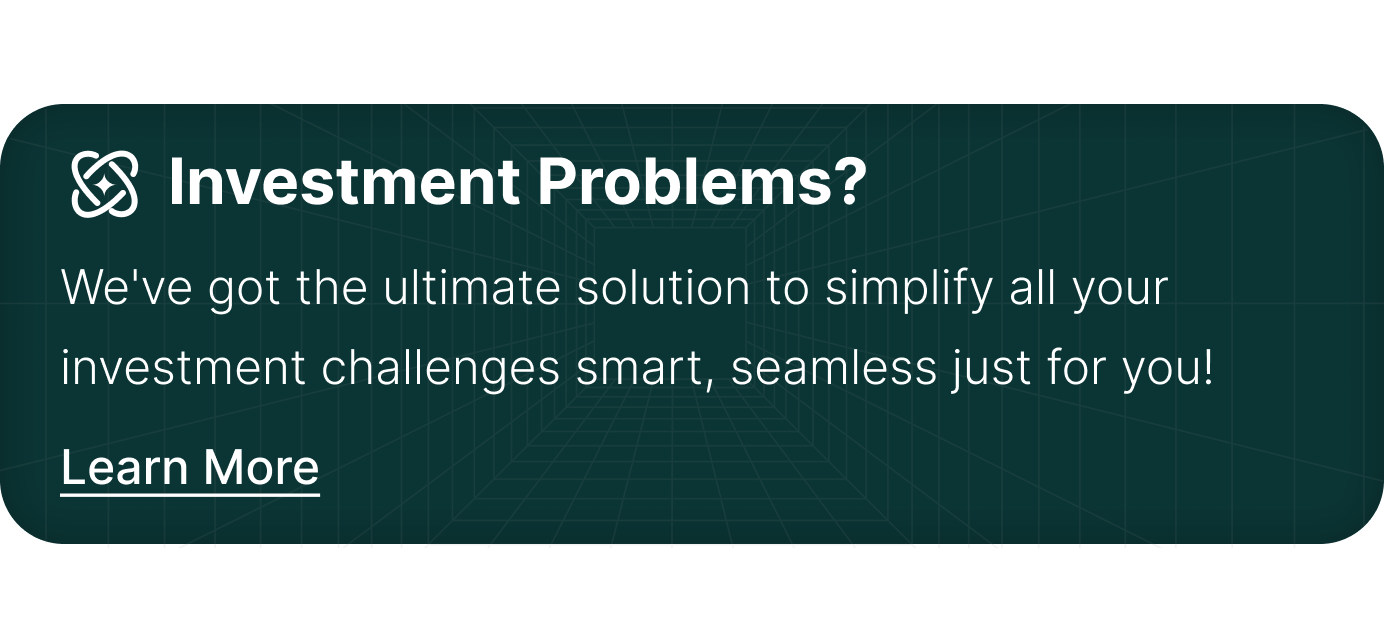 Investment Problems?
We've got the ultimate solution to simplify all your
investment challenges smart, seamless just for you!
Learn More